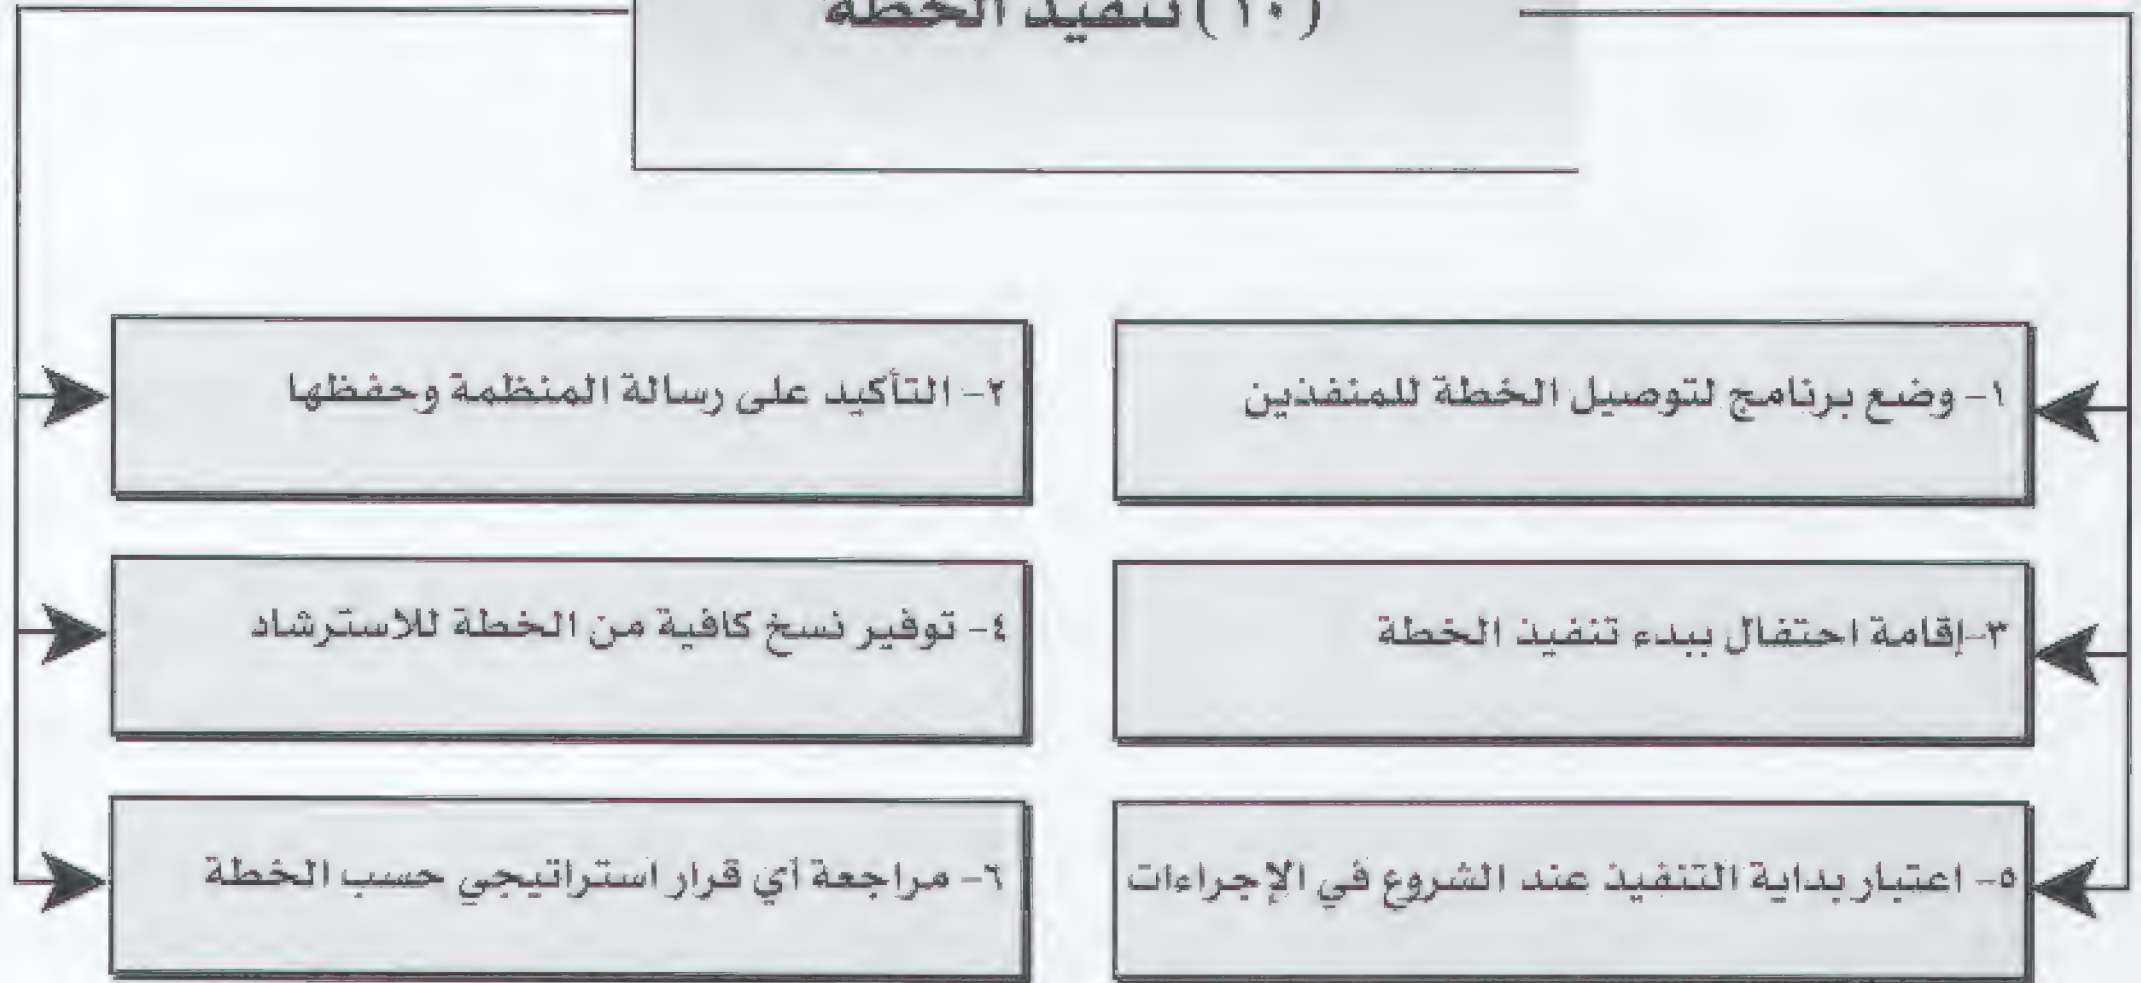 (١٠) تنفيذ الخطة
١- وضع برنامج لتوصيل الخطة للمنفذين
٢- التأكيد على رسالة المنظمة وحفظها
٣-إقامة احتفال ببدء تنفيذ الخطة
٤- توفير نسخ كافية من الخطة للاسترشاد
٥- اعتبار بداية التنفيذ عند الشروع في الإجراءات
٦- مراجعة أي قرار استراتيجي حسب الخطة